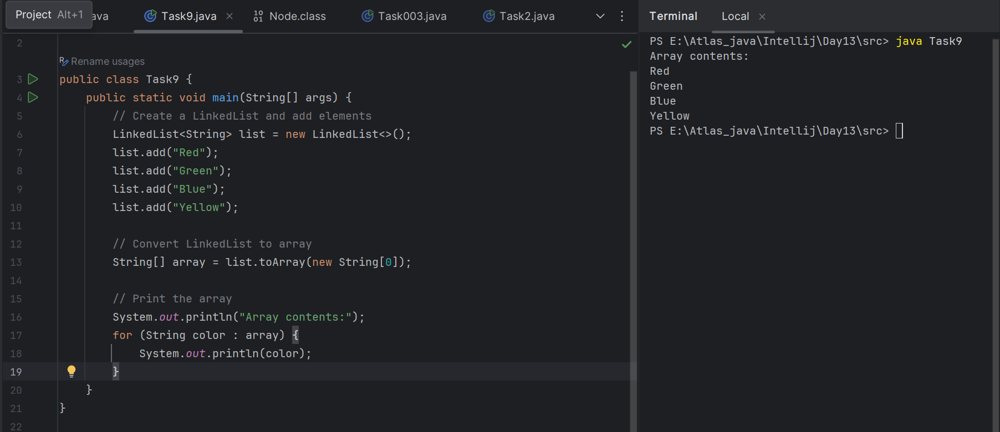 Project Alt+1
ava
Task9.java
Node.class
Task003.java
Task2.java
Terminal
Local
2
Rename usages
3 public class Task9 {
4     public static void main(String[] args) {
5         // Create a LinkedList and add elements
6         LinkedList<String> list = new LinkedList<>();
7         list.add("Red");
8         list.add("Green");
9         list.add("Blue");
10         list.add("Yellow");
11
12         // Convert LinkedList to array
13         String[] array = list.toArray(new String[0]);
14
15         // Print the array
16         System.out.println("Array contents:");
17         for (String color : array) {
18             System.out.println(color);
19         }
20     }
21 }
22
PS E:\Atlas_java\Intellij\Day13\src> java Task9
Array contents:
Red
Green
Blue
Yellow
PS E:\Atlas_java\Intellij\Day13\src>